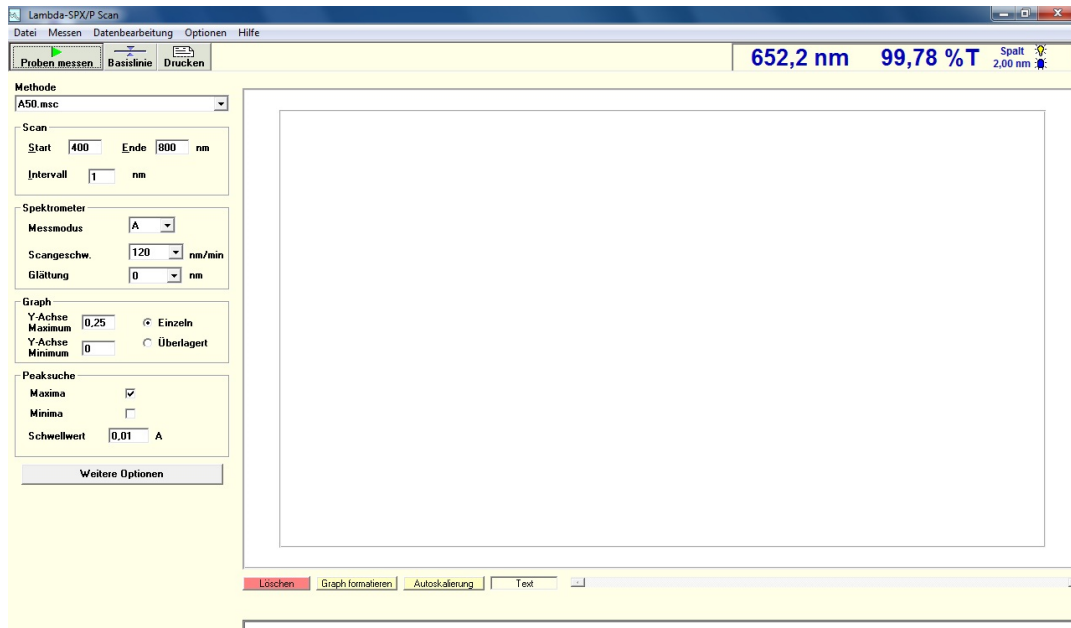 Lambda-SPX/P Scan
Datei Messen Datenbearbeitung Optionen Hilfe
Proben messen Basislinie Drucken
652,2 nm 99,78 %T Spalt
2,00 nm
Methode
A50.msc
Scan
Start 400 Ende 800 nm
Intervall 1 nm
Spektrometer
Messmodus A
Scangeschw. 120 nm/min
Glättung 0 nm
Graph
Y-Achse
Maximum 0,25 Einzeln
Y-Achse
Minimum 0 Überlagert
Peaksuche
Maxima
Minima
Schwellwert 0,01 A
Weitere Optionen
Löschen Graph formatieren Autoskalierung Text